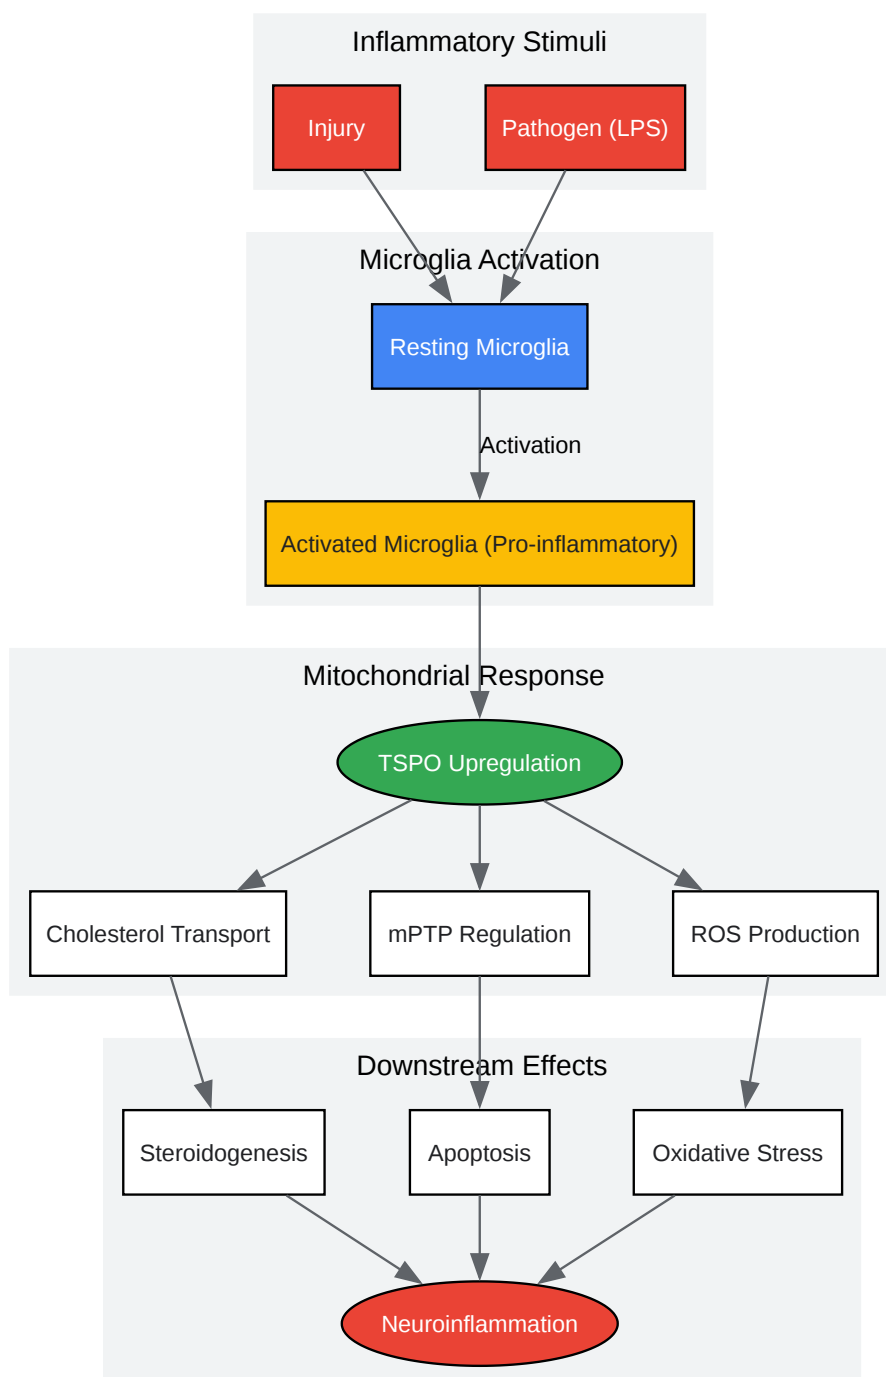 Inflammatory Stimuli
Injury
Pathogen (LPS)
Microglia Activation
Resting Microglia
Activation
Activated Microglia (Pro-inflammatory)
Mitochondrial Response
TSPO Upregulation
Cholesterol Transport
mPTP Regulation
ROS Production
Downstream Effects
Steroidogenesis
Apoptosis
Oxidative Stress
Neuroinflammation